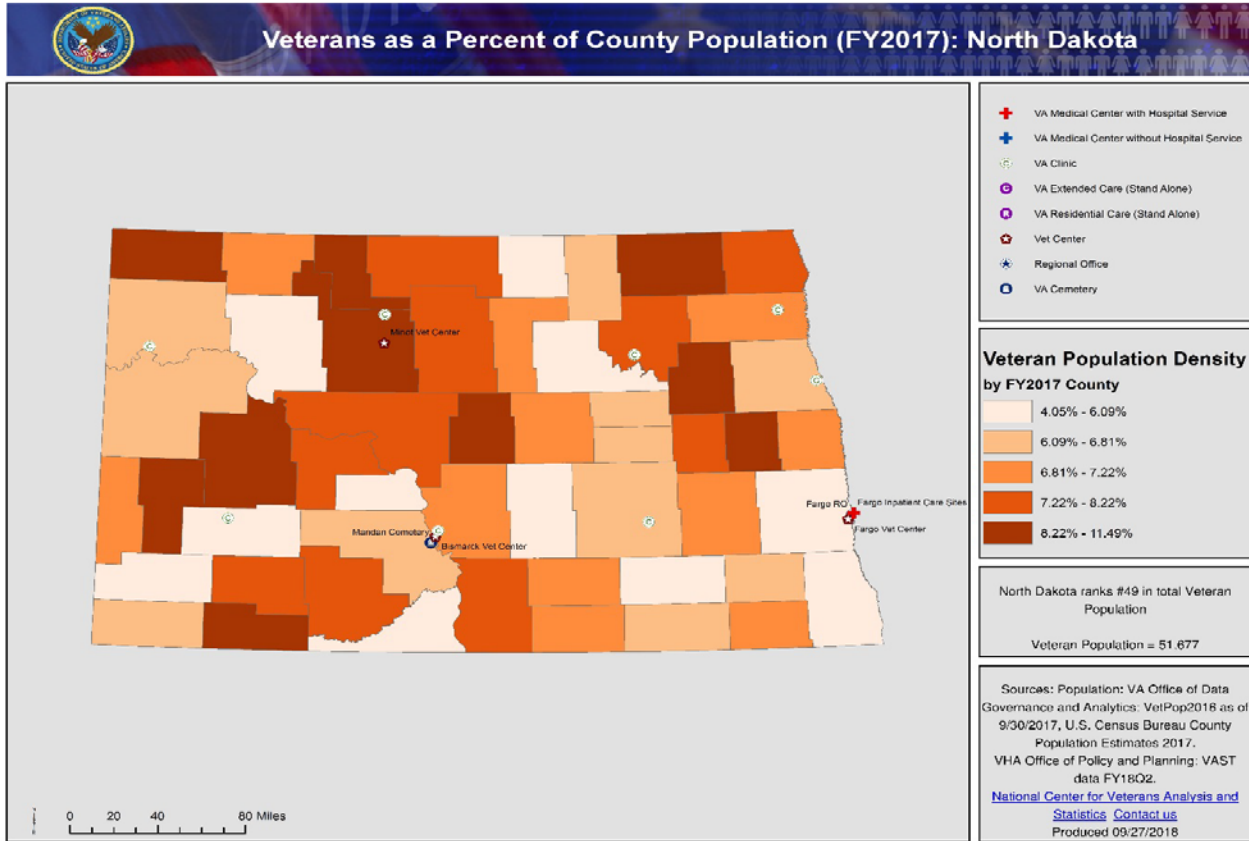 Veterans as a Percent of County Population (FY2017): North Dakota
VA Medical Center with Hospital Service
VA Medical Center without Hospital Service
C
VA Clinic
C
VA Extended Care (Stand Alone)
R
VA Residential Care (Stand Alone)
Vet Center
Regional Office
VA Cemetery
C
Minot Vet Center
C
C
C
C
Veteran Population Density
by FY2017 County
4.05% - 6.09%
6.09% - 6.81%
6.81% - 7.22%
7.22% - 8.22%
8.22% - 11.49%
C
Mandan Cemetery
C
Bismarck Vet Center
C
Fargo RO
Fargo Inpatient Care Sites
Fargo Vet Center
North Dakota ranks #49 in total Veteran
Population
Veteran Population = 51,677
Sources: Population: VA Office of Data
Governance and Analytics: VetPop2016 as of
9/30/2017, U.S. Census Bureau County
Population Estimates 2017.
VHA Office of Policy and Planning: VAST
data FY18Q2.
National Center for Veterans Analysis and
Statistics Contact us
Produced 09/27/2018
0 20 40 80 Miles